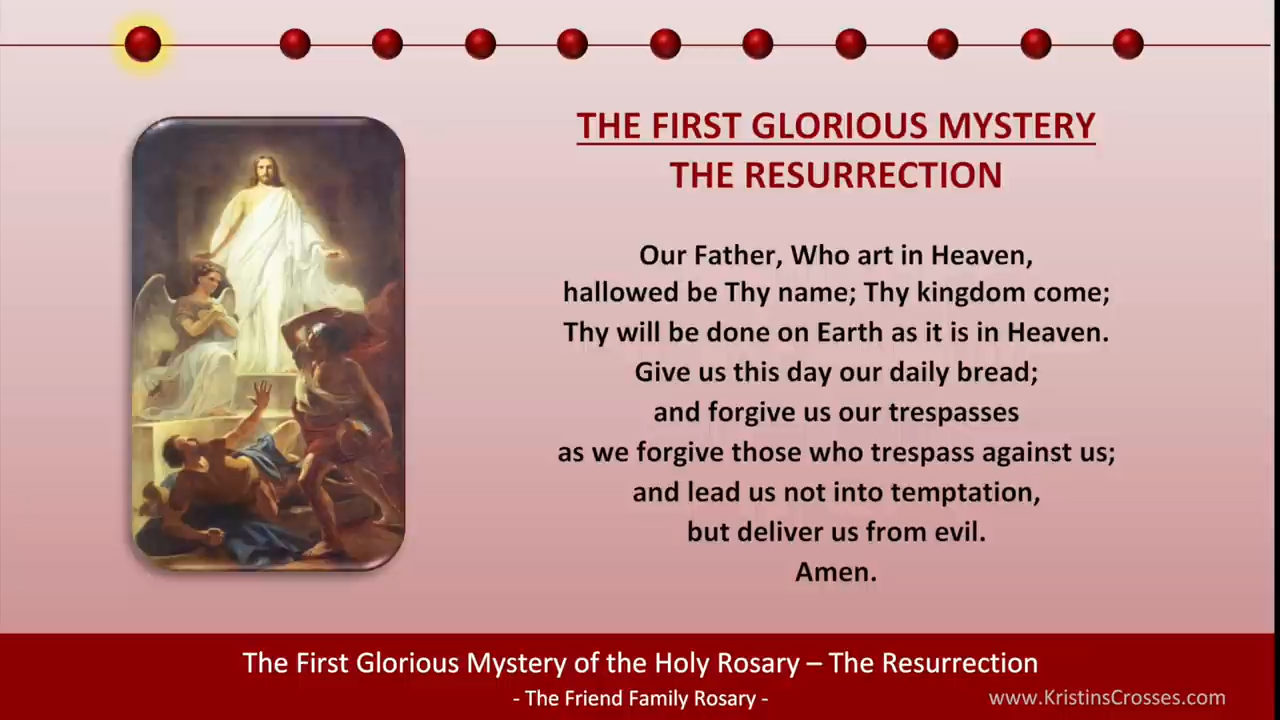 THE FIRST GLORIOUS MYSTERY
THE RESURRECTION
Our Father, Who art in Heaven,
hallowed be Thy name; Thy kingdom come;
Thy will be done on Earth as it is in Heaven.
Give us this day our daily bread;
and forgive us our trespasses
as we forgive those who trespass against us;
and lead us not into temptation,
but deliver us from evil.
Amen.
The First Glorious Mystery of the Holy Rosary – The Resurrection
- The Friend Family Rosary -
www.KristinsCrosses.com